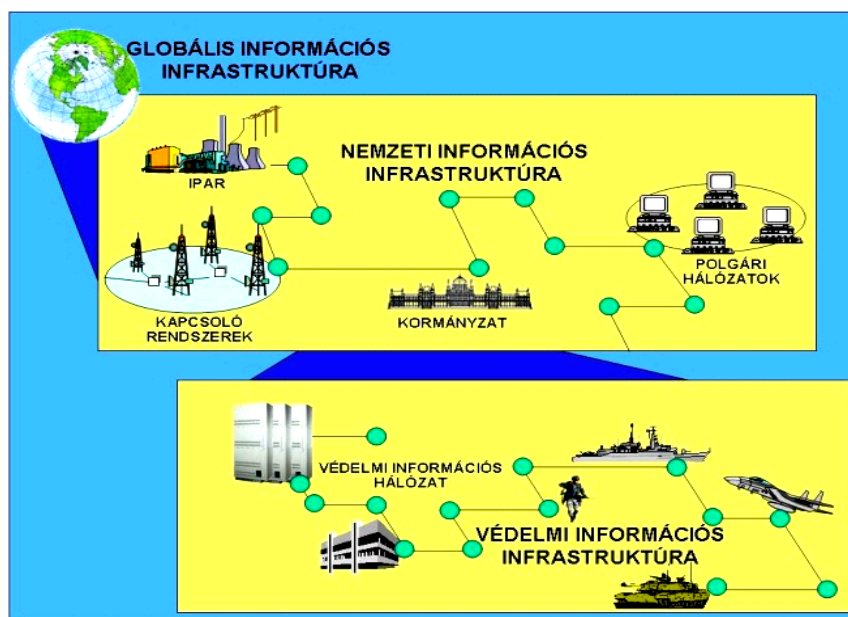 GLOBÁLIS INFORMÁCIÓS
INFRASTRUKTÚRA
IPAR
NEMZETI INFORMÁCIÓS
INFRASTRUKTÚRA
KAPCSOLÓ
RENDSZEREK
KORMÁNYZAT
POLGÁRI
HÁLÓZATOK
VÉDELMI INFORMÁCIÓS
HÁLÓZAT
VÉDELMI INFORMÁCIÓS
INFRASTRUKTÚRA